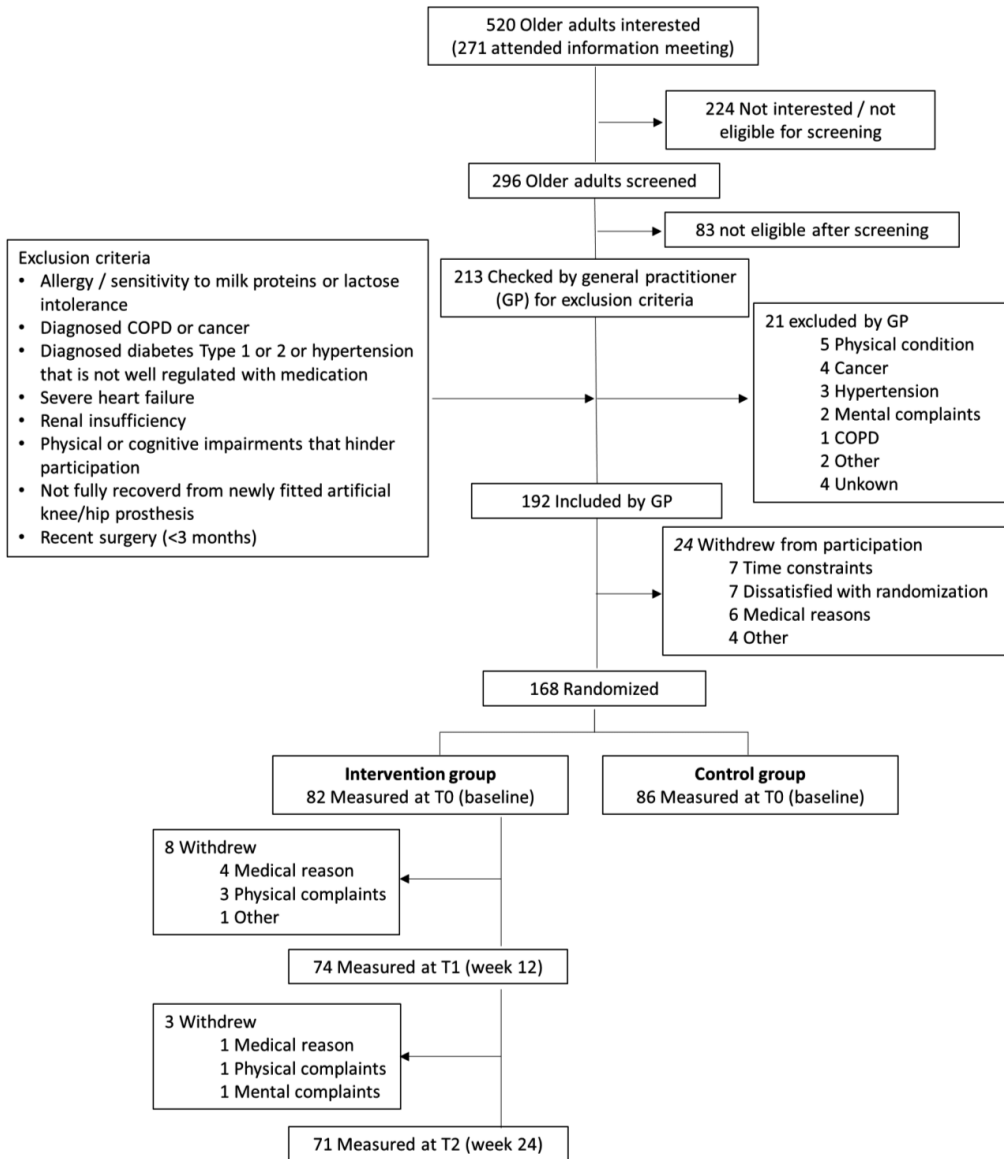 520 Older adults interested
(271 attended information meeting)
224 Not interested / not
eligible for screening
296 Older adults screened
83 not eligible after screening
Exclusion criteria
• Allergy / sensitivity to milk proteins or lactose
intolerance
• Diagnosed COPD or cancer
• Diagnosed diabetes Type 1 or 2 or hypertension
that is not well regulated with medication
• Severe heart failure
• Renal insufficiency
• Physical or cognitive impairments that hinder
participation
• Not fully recoverd from newly fitted artificial
knee/hip prosthesis
• Recent surgery (<3 months)
213 Checked by general practitioner
(GP) for exclusion criteria
21 excluded by GP
5 Physical condition
4 Cancer
3 Hypertension
2 Mental complaints
1 COPD
2 Other
4 Unkown
192 Included by GP
24 Withdrew from participation
7 Time constraints
7 Dissatisfied with randomization
6 Medical reasons
4 Other
168 Randomized
Intervention group
82 Measured at T0 (baseline)
Control group
86 Measured at T0 (baseline)
8 Withdrew
4 Medical reason
3 Physical complaints
1 Other
74 Measured at T1 (week 12)
3 Withdrew
1 Medical reason
1 Physical complaints
1 Mental complaints
71 Measured at T2 (week 24)